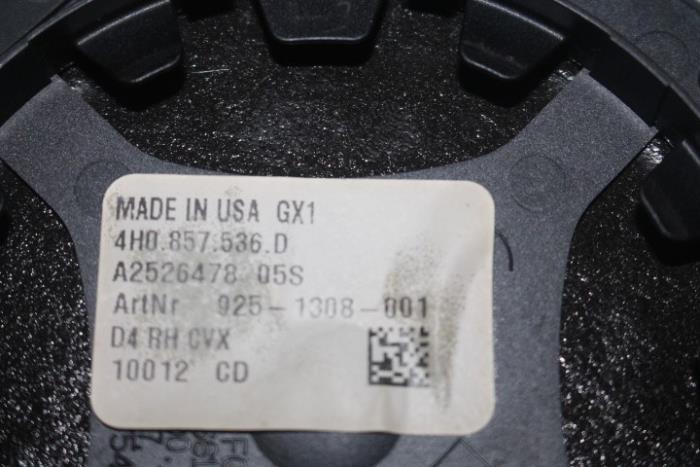 MADE IN USA GX1
4H0.857.536.D
A2526478 05S
ArtNr 925-1308-001
D4 RH CVX
10012 CD